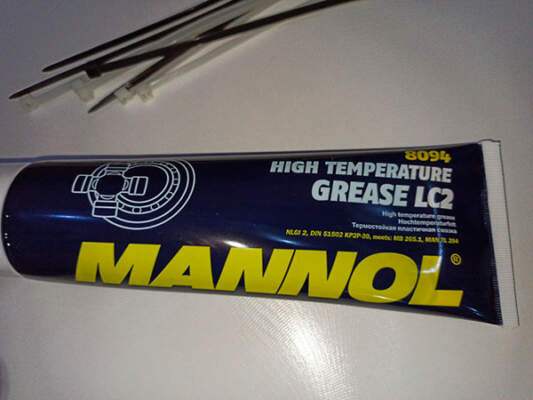 8094
HIGH TEMPERATURE
GREASE LC2
High temperature grease
Hochtemperaturfett
Термостойкая пластичная смазка
NLGI 2, DIN 51502 KP2P-30, meets: MB 265.1, MAN 284
MANNOL®